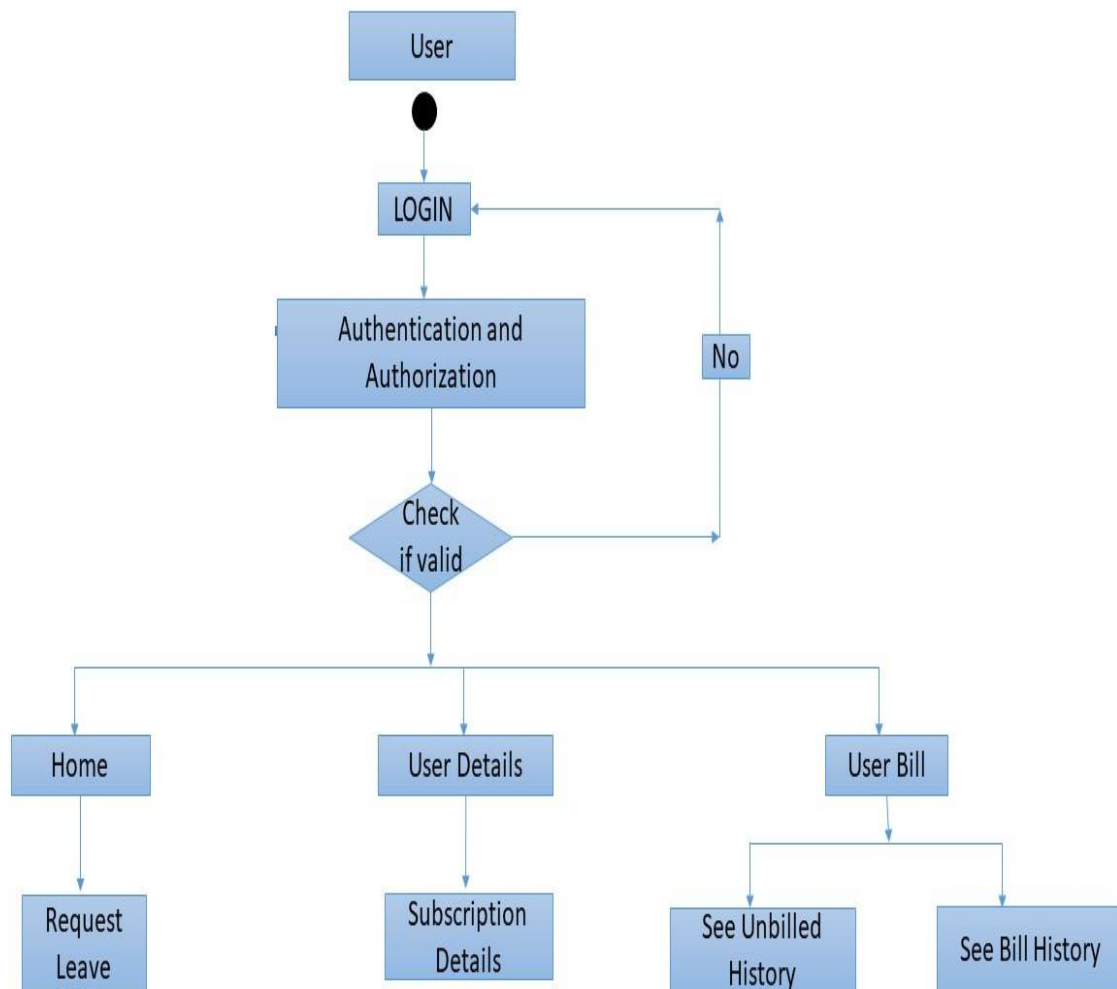 User
LOGIN
Authentication and
Authorization
No
Check
if valid
Home
User Details
User Bill
Request
Leave
Subscription
Details
See Unbilled
History
See Bill History